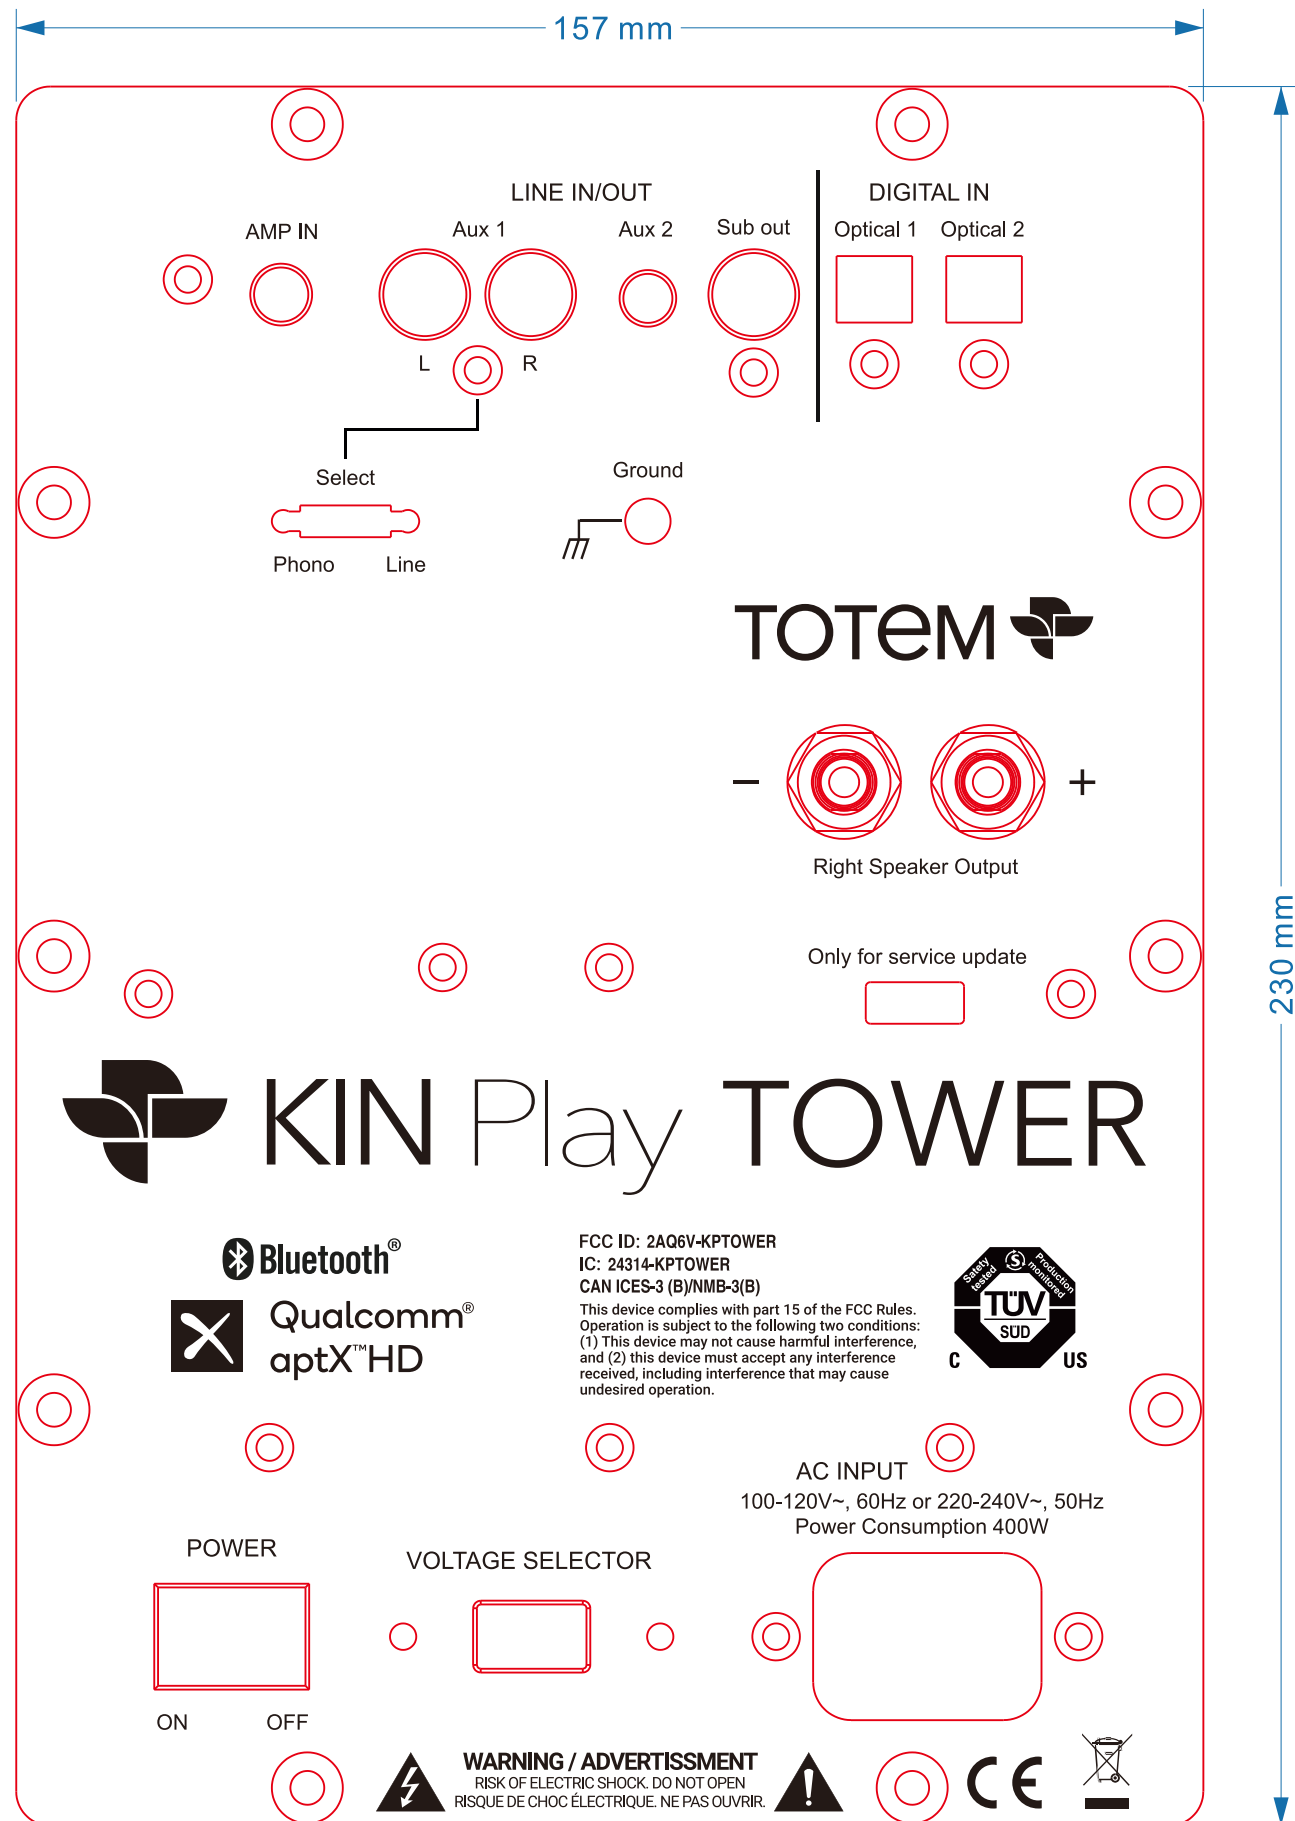 157 mm
LINE IN/OUT
DIGITAL IN
AMP IN
Aux 1
Aux 2
Sub out
Optical 1
Optical 2
L
R
Select
Ground
Phono
Line
TOTeM
–
+
Right Speaker Output
Only for service update
230 mm
KIN Play TOWER
Bluetooth®
Qualcomm®
aptX™HD
FCC ID: 2AQ6V-KPTOWER
IC: 24314-KPTOWER
CAN ICES-3 (B)/NMB-3(B)
This device complies with part 15 of the FCC Rules.
Operation is subject to the following two conditions:
(1) This device may not cause harmful interference,
and (2) this device must accept any interference
received, including interference that may cause
undesired operation.
Safety tested
S
Production monitored
TÜV
SÜD
C
US
AC INPUT
100-120V~, 60Hz or 220-240V~, 50Hz
Power Consumption 400W
POWER
VOLTAGE SELECTOR
ON
OFF
WARNING / ADVERTISSMENT
RISK OF ELECTRIC SHOCK. DO NOT OPEN
RISQUE DE CHOC ÉLECTRIQUE. NE PAS OUVRIR.
CE